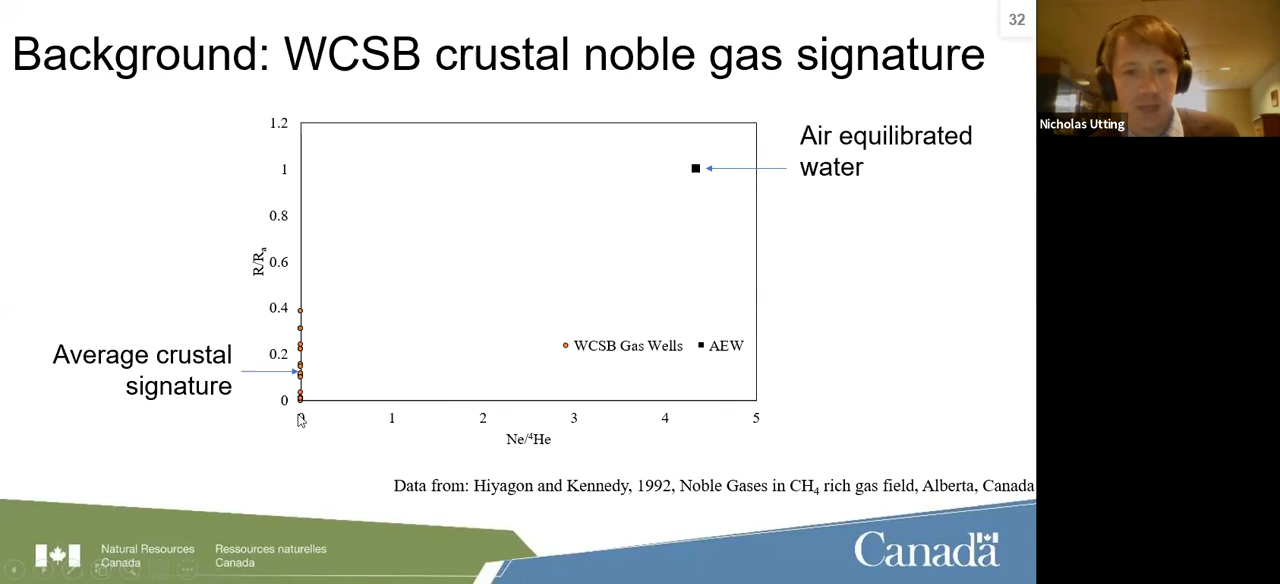 32
Background: WCSB crustal noble gas signature
Nicholas Utting
Air equilibrated
water
Average crustal
signature
1.2
1
0.8
0.6
0.4
0.2
0
R/Rₐ
1
2
3
4
5
Ne/⁴He
WCSB Gas Wells
AEW
Data from: Hiyagon and Kennedy, 1992, Noble Gases in CH₄ rich gas field, Alberta, Canada
Natural Resources
Canada
Ressources naturelles
Canada
Canada